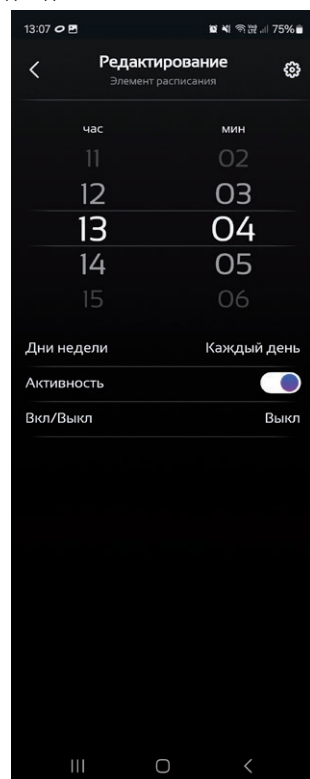 13:07 75%
Редактирование
Элемент расписания
час мин
11 02
12 03
13 04
14 05
15 06
Дни недели Каждый день
Активность
Вкл/Выкл Выкл